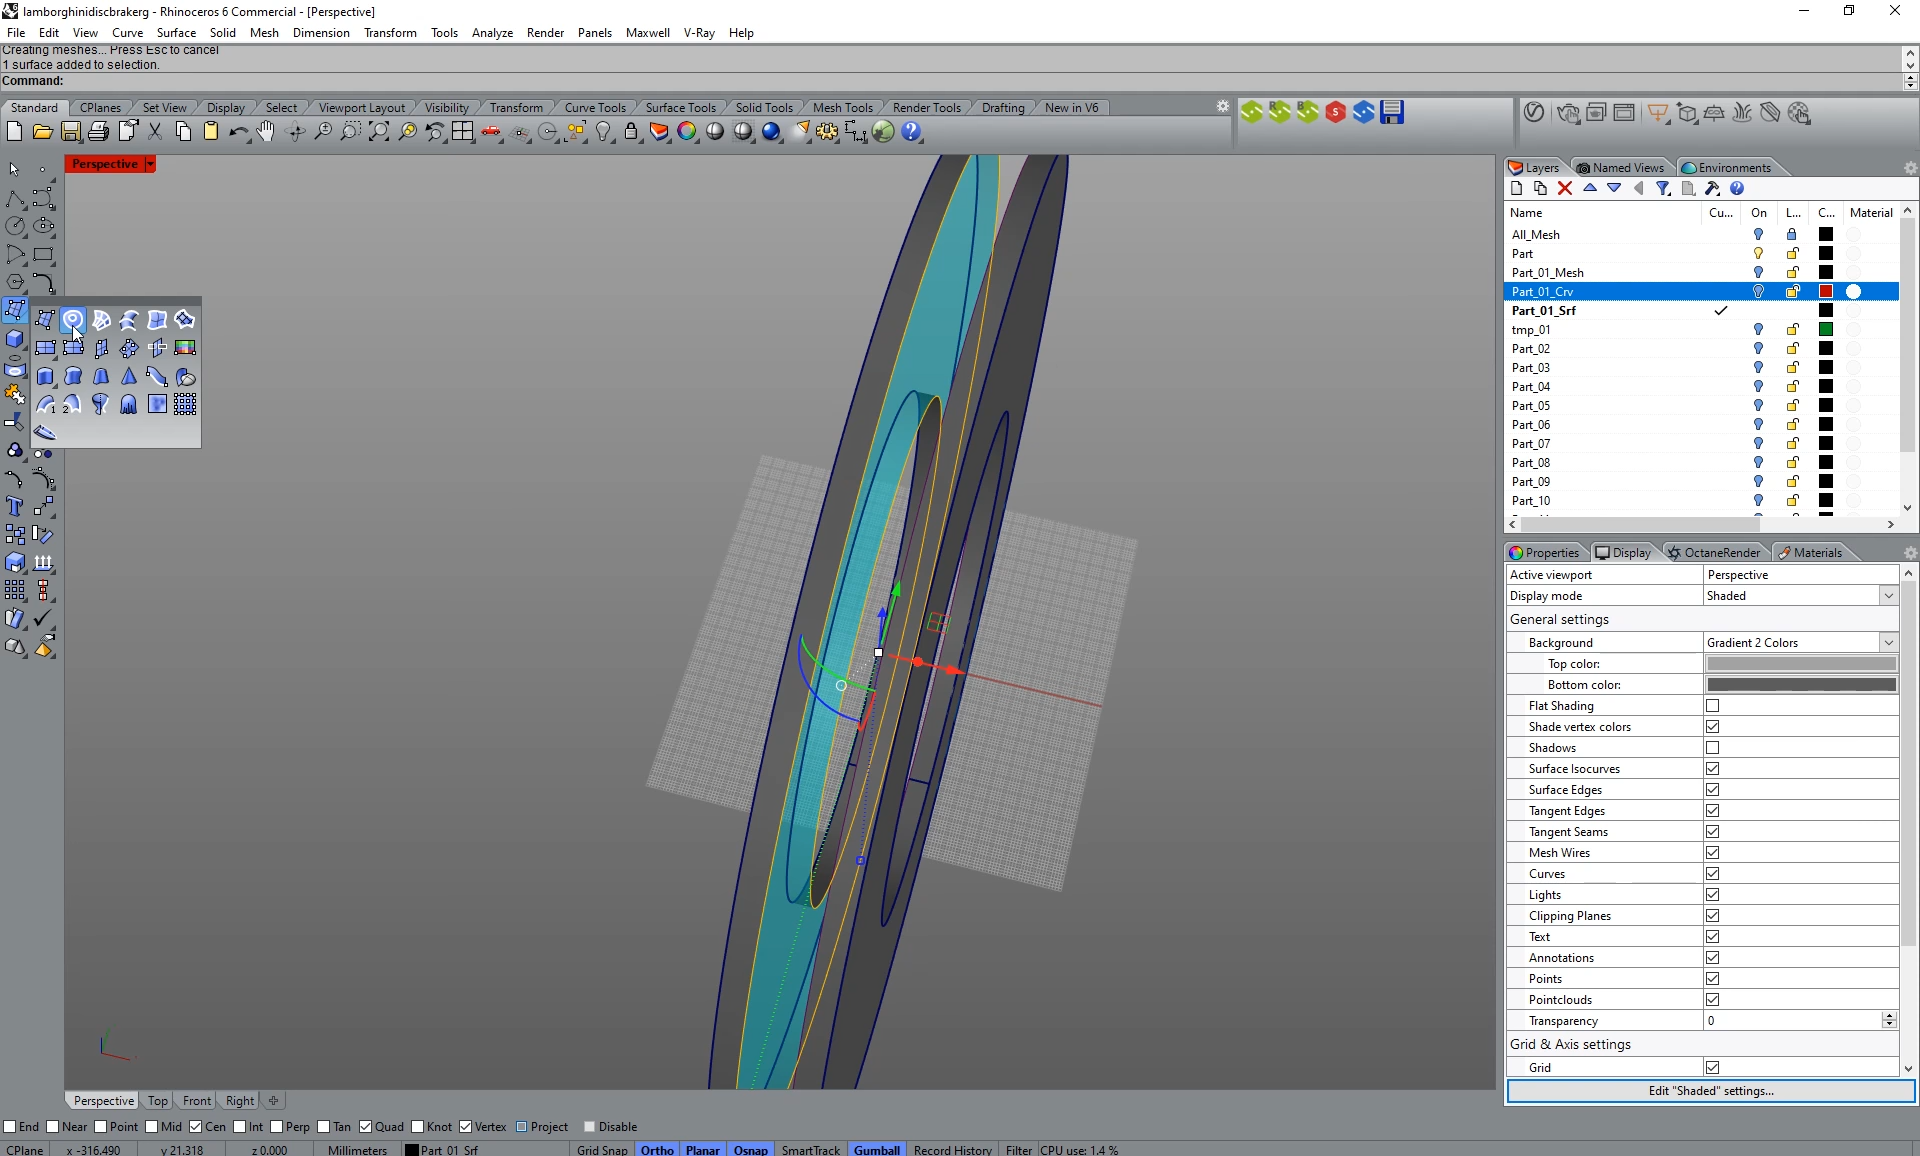 lamborghinidiscbrakerg - Rhinoceros 6 Commercial - [Perspective]
File Edit View Curve Surface Solid Mesh Dimension Transform Tools Analyze Render Panels Maxwell V-Ray Help
Creating meshes... Press Esc to cancel
1 surface added to selection.
Command:
Standard CPlanes Set View Display Select Viewport Layout Visibility Transform Curve Tools Surface Tools Solid Tools Mesh Tools Render Tools Drafting New in V6
Perspective
Layers Named Views Environments
Name Cu... On L... C... Material
All_Mesh
Part
Part_01_Mesh
Part_01_Crv
Part_01_Srf
tmp_01
Part_02
Part_03
Part_04
Part_05
Part_06
Part_07
Part_08
Part_09
Part_10
Properties Display OctaneRender Materials
Active viewport Perspective
Display mode Shaded
General settings
Background Gradient 2 Colors
Top color:
Bottom color:
Flat Shading
Shade vertex colors
Shadows
Surface Isocurves
Surface Edges
Tangent Edges
Tangent Seams
Mesh Wires
Curves
Lights
Clipping Planes
Text
Annotations
Points
Pointclouds
Transparency 0
Grid & Axis settings
Grid
Edit "Shaded" settings...
Perspective Top Front Right
End Near Point Mid Cen Int Perp Tan Quad Knot Vertex Project Disable
CPlane x -316.490 y 21.318 z 0.000 Millimeters Part_01_Srf Grid Snap Ortho Planar Osnap SmartTrack Gumball Record History Filter CPU use: 1.4 %